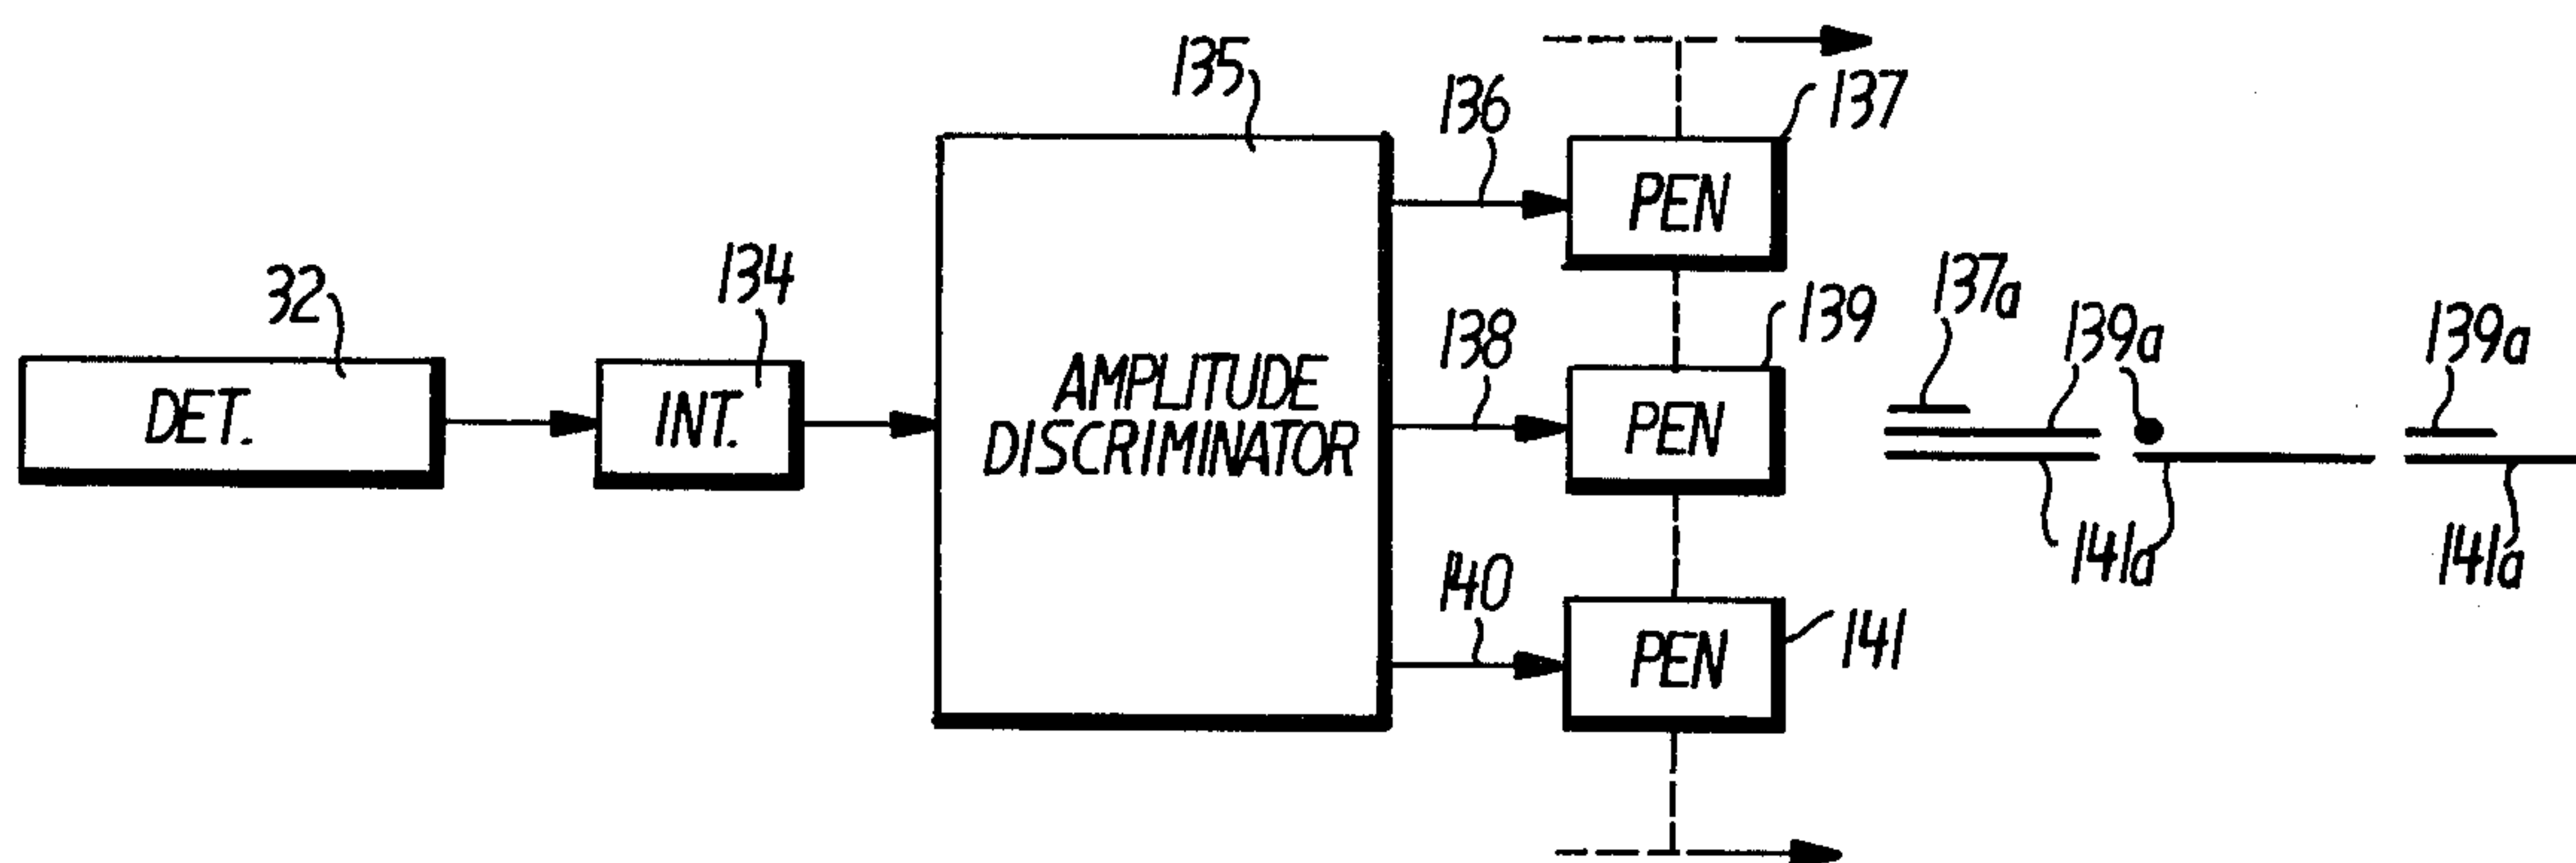 135
136
137
32
134
138
139
137a
139a
139a
DET.
INT.
AMPLITUDE
DISCRIMINATOR
PEN
PEN
PEN
140
141
141a
141a